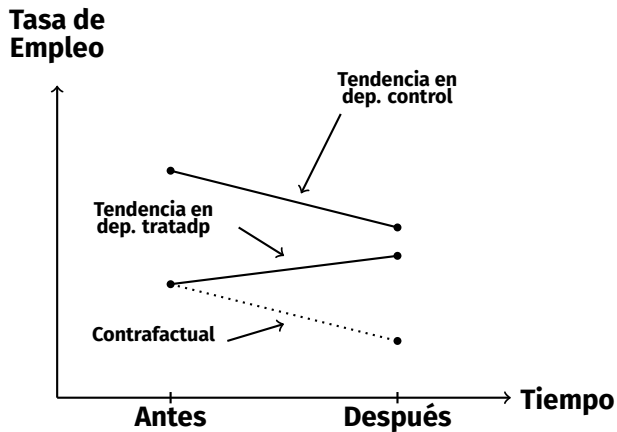 Tasa de
Empleo
Tendencia en
dep. control
Tendencia en
dep. tratadp
Contrafactual
Tiempo
Antes
Después